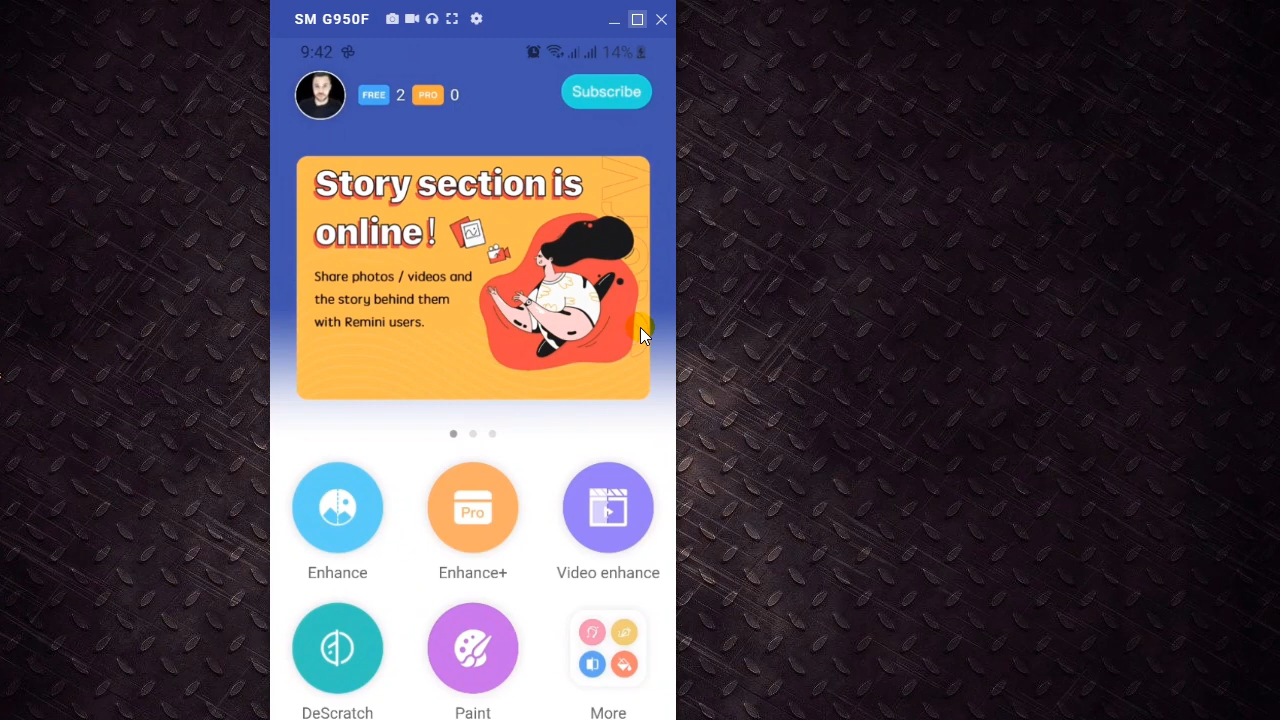 SM G950F
9:42
14%
FREE 2 PRO 0
Subscribe
Story section is
online!
Share photos / videos and
the story behind them
with Remini users.
Pro
Enhance
Enhance+
Video enhance
DeScratch
Paint
More